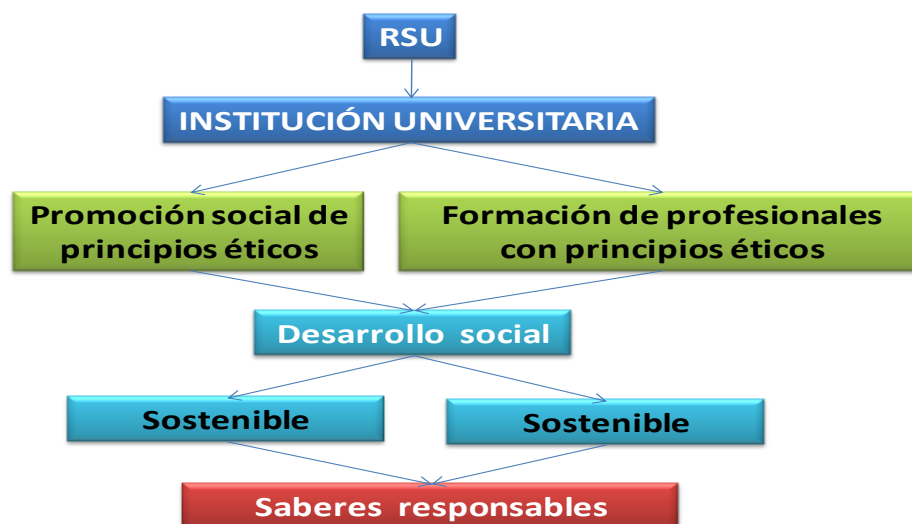 RSU
INSTITUCIÓN UNIVERSITARIA
Promoción social de
principios éticos
Formación de profesionales
con principios éticos
Desarrollo social
Sostenible
Sostenible
Saberes responsables